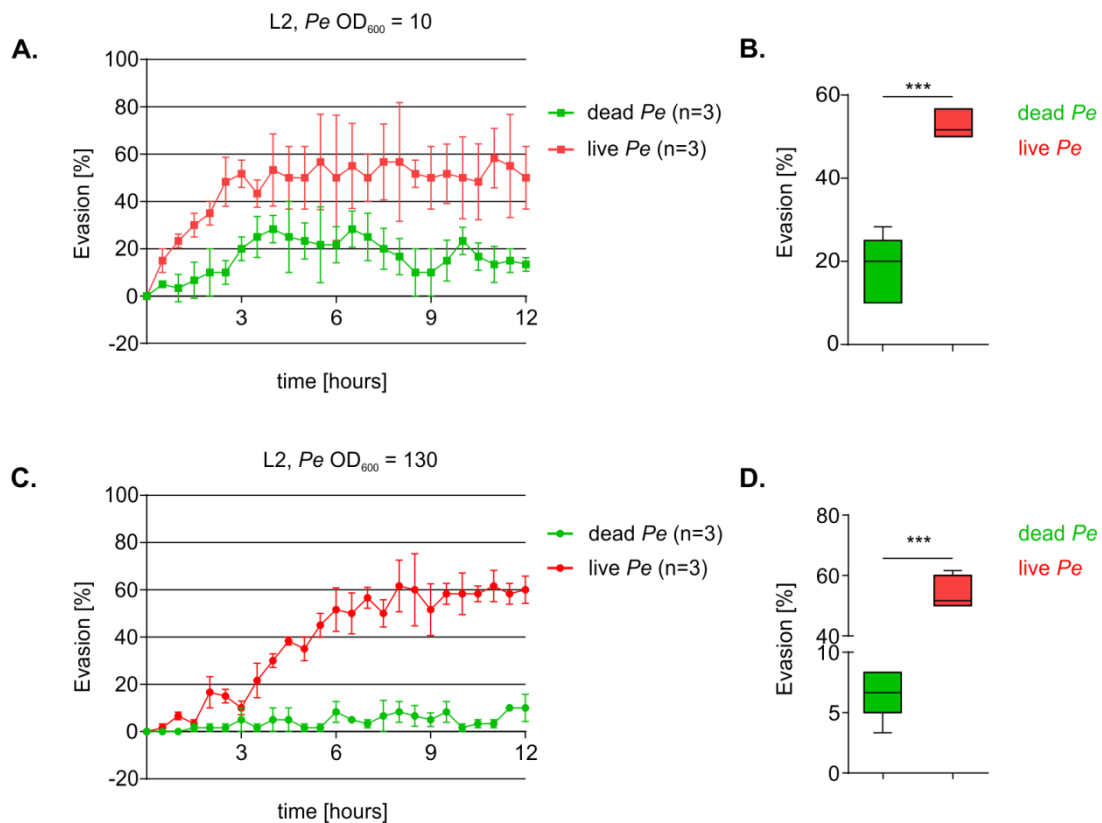 L2, Pe OD600 = 10
A.
100
80
60
40
20
0
-20
Evasion [%]
3
6
9
12
time [hours]
dead Pe (n=3)
live Pe (n=3)
B.
60
40
20
0
Evasion [%]
***
dead Pe
live Pe
L2, Pe OD600 = 130
C.
100
80
60
40
20
0
-20
Evasion [%]
3
6
9
12
time [hours]
dead Pe (n=3)
live Pe (n=3)
D.
80
60
40
10
5
0
Evasion [%]
***
dead Pe
live Pe